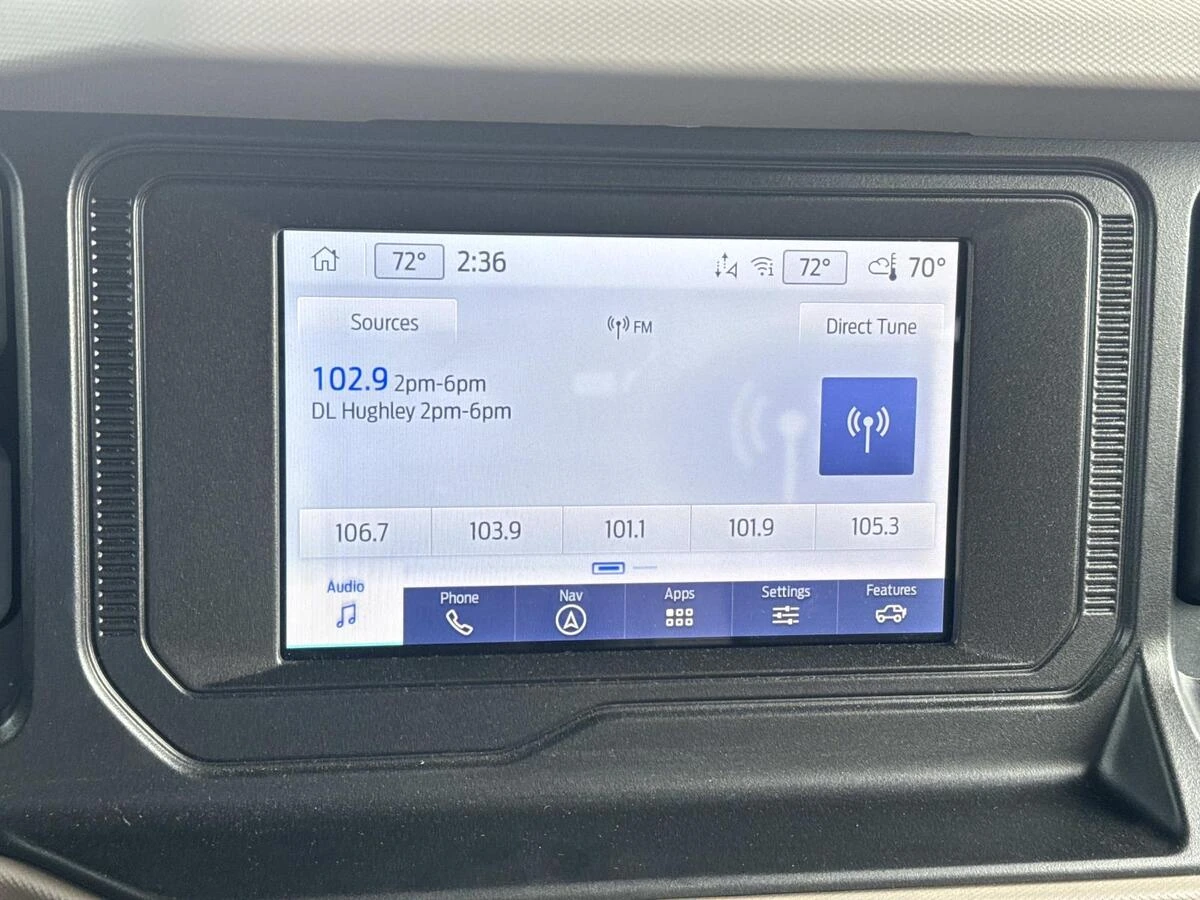 72° 2:36 72° 70°
Sources FM Direct Tune
102.9 2pm-6pm
DL Hughley 2pm-6pm
106.7 103.9 101.1 101.9 105.3
Audio Phone Nav Apps Settings Features